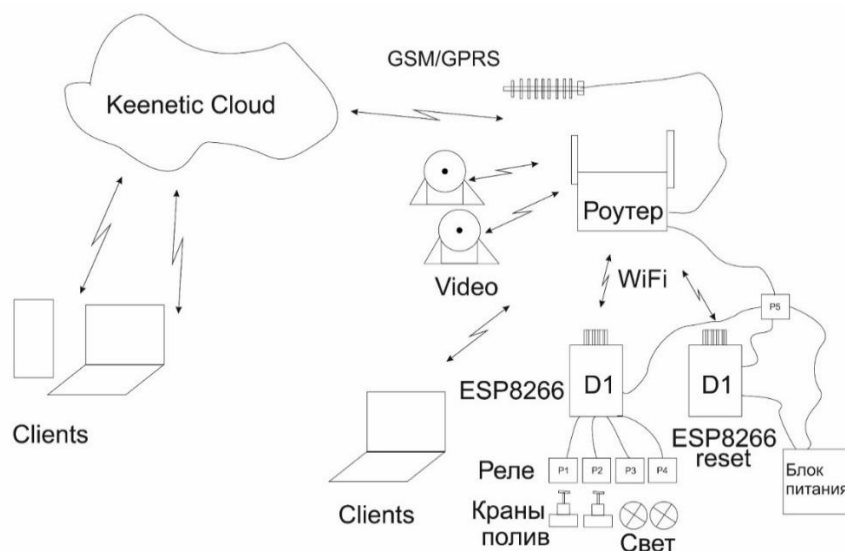 GSM/GPRS
Keenetic Cloud
Роутер
Video
WiFi
P5
ESP8266
D1
D1
Clients
ESP8266
reset
Реле
P1
P2
P3
P4
Блок
питания
Clients
Краны
полив
Свет